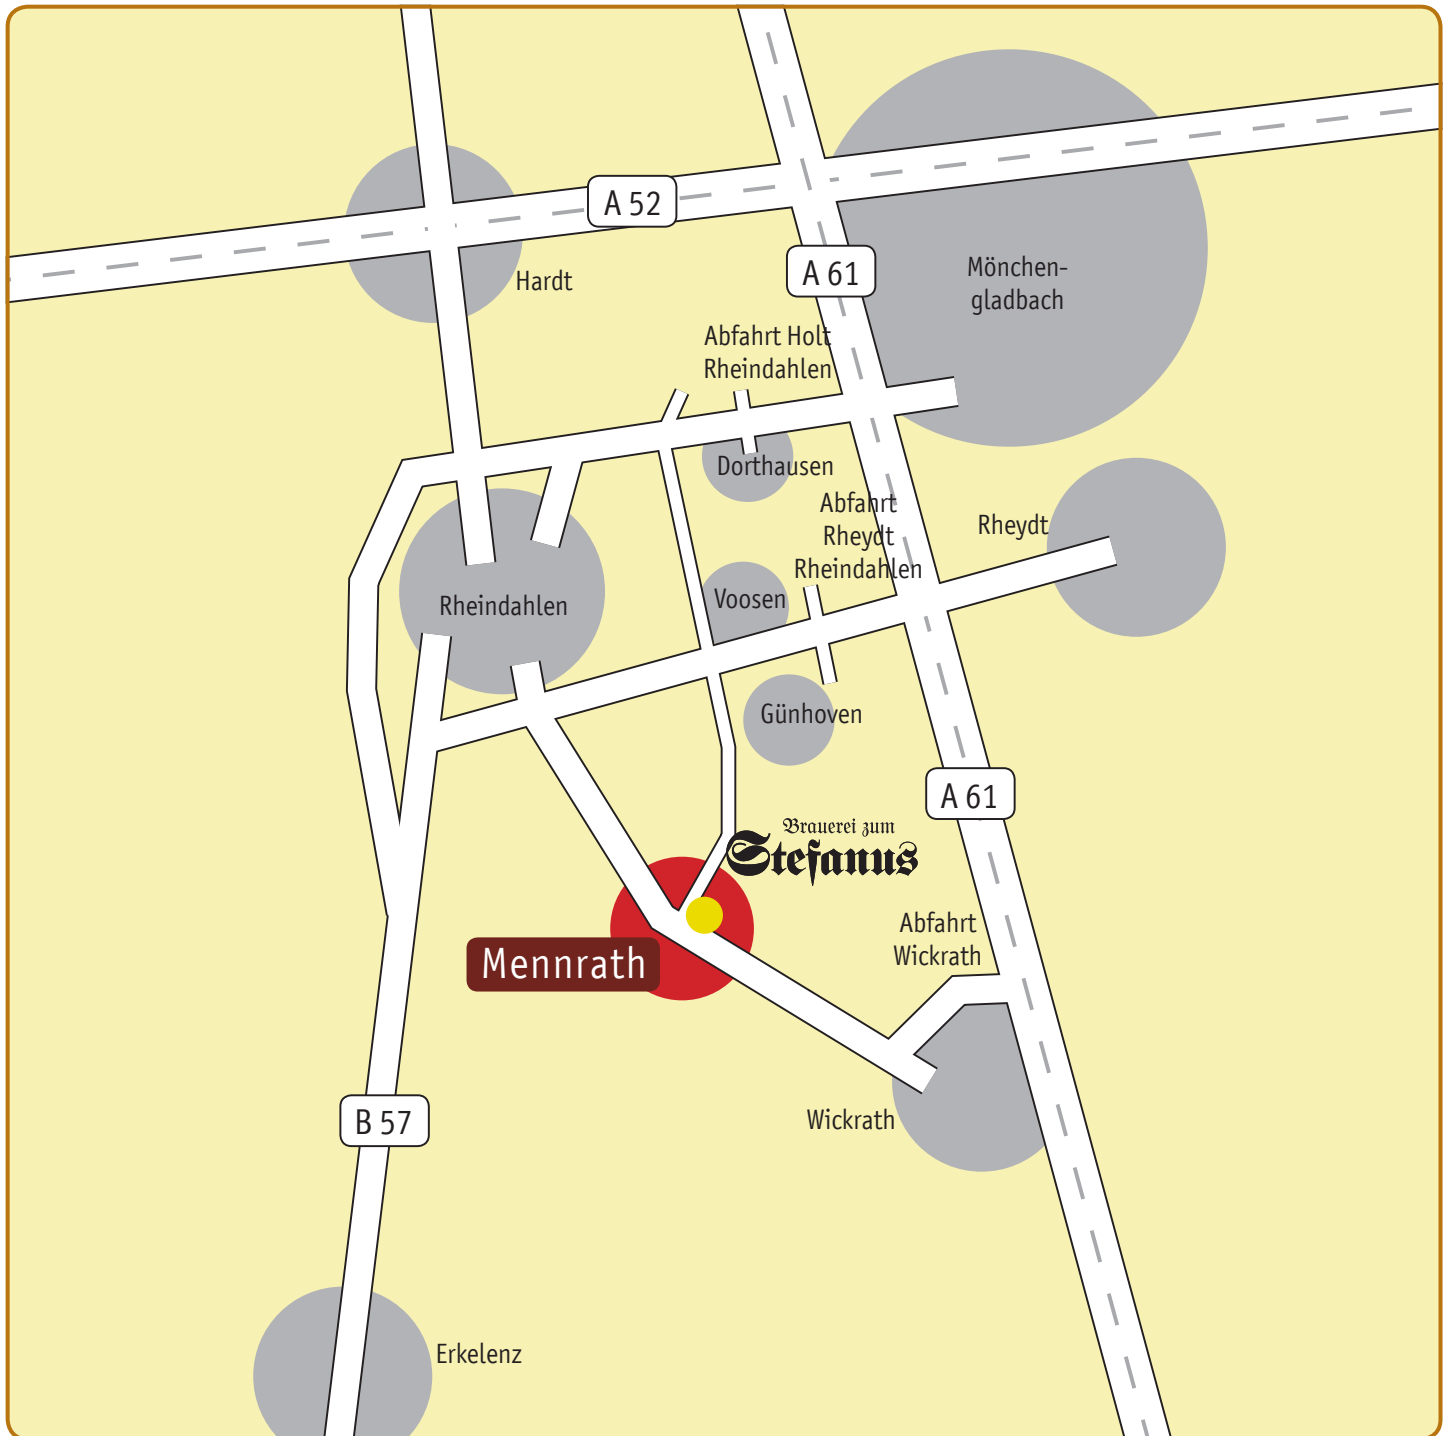 A 52
A 61
Mönchen-
gladbach
Hardt
Abfahrt Holt
Rheindahlen
Dorthausen
Abfahrt
Rheydt
Rheindahlen
Rheydt
Voosen
Rheindahlen
Günhoven
A 61
Brauerei zum
Stefanus
Abfahrt
Wickrath
Mennrath
B 57
Wickrath
Erkelenz